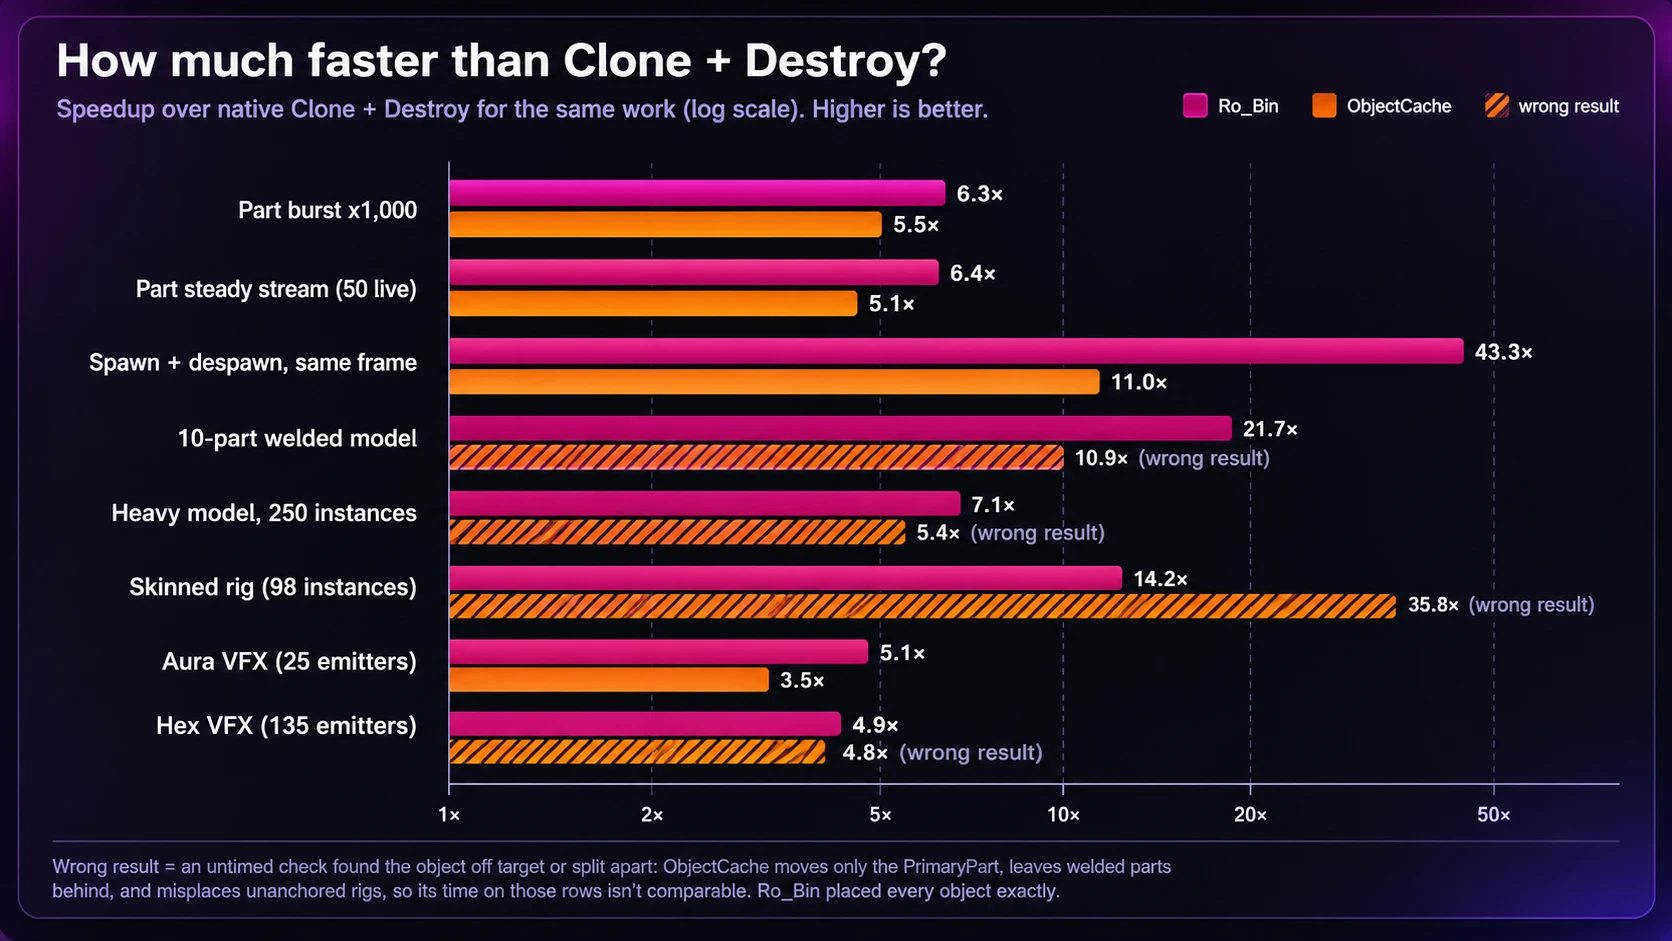 How much faster than Clone + Destroy?
Speedup over native Clone + Destroy for the same work (log scale). Higher is better.
Ro_Bin
ObjectCache
wrong result
Part burst x1,000
6.3×
5.5×
Part steady stream (50 live)
6.4×
5.1×
Spawn + despawn, same frame
43.3×
11.0×
10-part welded model
21.7×
10.9× (wrong result)
Heavy model, 250 instances
7.1×
5.4× (wrong result)
Skinned rig (98 instances)
14.2×
35.8× (wrong result)
Aura VFX (25 emitters)
5.1×
3.5×
Hex VFX (135 emitters)
4.9×
4.8× (wrong result)
1× 2× 5× 10× 20× 50×
Wrong result = an untimed check found the object off target or split apart: ObjectCache moves only the PrimaryPart, leaves welded parts
behind, and misplaces unanchored rigs, so its time on those rows isn't comparable. Ro_Bin placed every object exactly.